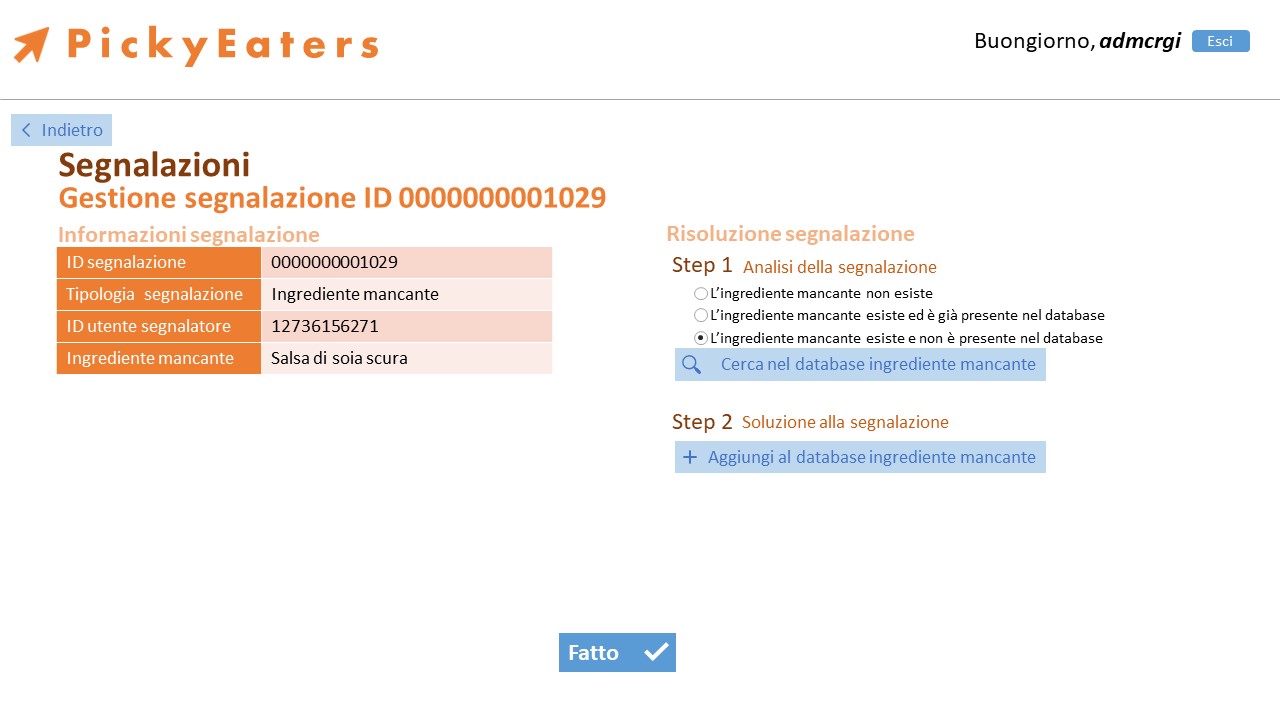 PickyEaters
Buongiorno, admcrgi
Esci
Indietro
Segnalazioni
Gestione segnalazione ID 0000000001029
Informazioni segnalazione
ID segnalazione 0000000001029
Tipologia segnalazione Ingrediente mancante
ID utente segnalatore 12736156271
Ingrediente mancante Salsa di soia scura
Risoluzione segnalazione
Step 1 Analisi della segnalazione
L'ingrediente mancante non esiste
L'ingrediente mancante esiste ed è già presente nel database
L'ingrediente mancante esiste e non è presente nel database
Cerca nel database ingrediente mancante
Step 2 Soluzione alla segnalazione
Aggiungi al database ingrediente mancante
Fatto